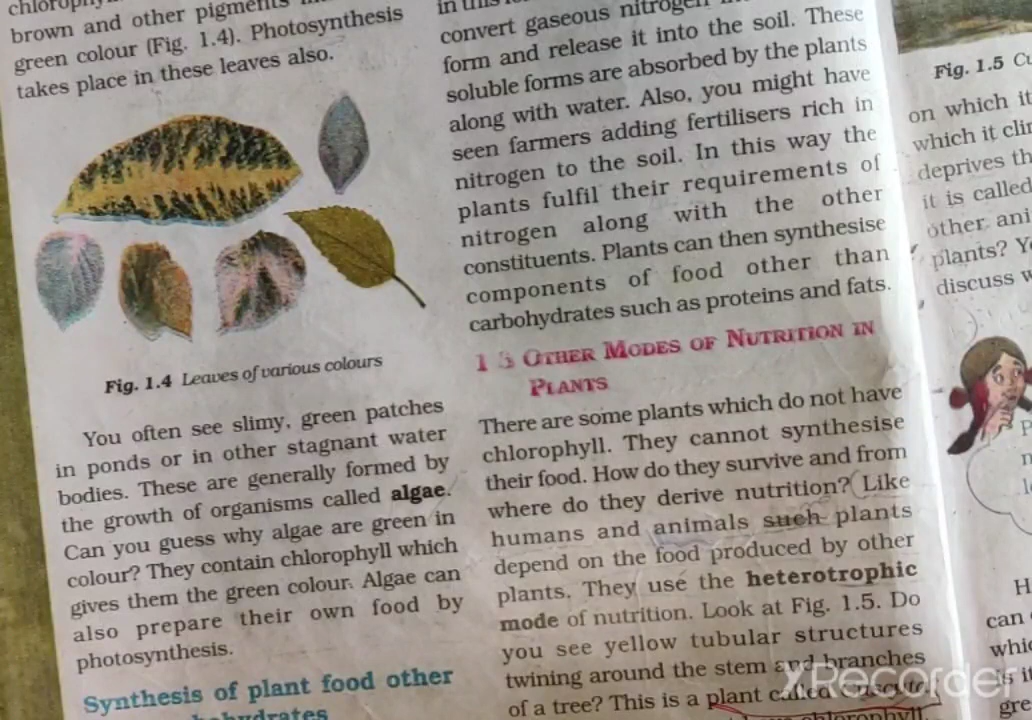 brown and other pigments
green colour (Fig. 1.4). Photosynthesis
takes place in these leaves also.
Fig. 1.4 Leaves of various colours
You often see slimy, green patches
in ponds or in other stagnant water
bodies. These are generally formed by
the growth of organisms called algae.
Can you guess why algae are green in
colour? They contain chlorophyll which
gives them the green colour. Algae can
also prepare their own food by
photosynthesis.
Synthesis of plant food other
in this
convert gaseous nitrogen
form and release it into the soil. These
soluble forms are absorbed by the plants
along with water. Also, you might have
seen farmers adding fertilisers rich in
nitrogen to the soil. In this way the
plants fulfil their requirements of
nitrogen along with the other
constituents. Plants can then synthesise
components of food other than
carbohydrates such as proteins and fats.
1.3 OTHER MODES OF NUTRITION IN
PLANTS
There are some plants which do not have
chlorophyll. They cannot synthesise
their food. How do they survive and from
where do they derive nutrition? Like
humans and animals such plants
depend on the food produced by other
plants. They use the heterotrophic
mode of nutrition. Look at Fig. 1.5. Do
you see yellow tubular structures
twining around the stem and branches
of a tree? This is a plant called
chlorophyll
Fig. 1.5
on which it
which it
deprives
it is called
other
plants?
discuss
can
XRecorder